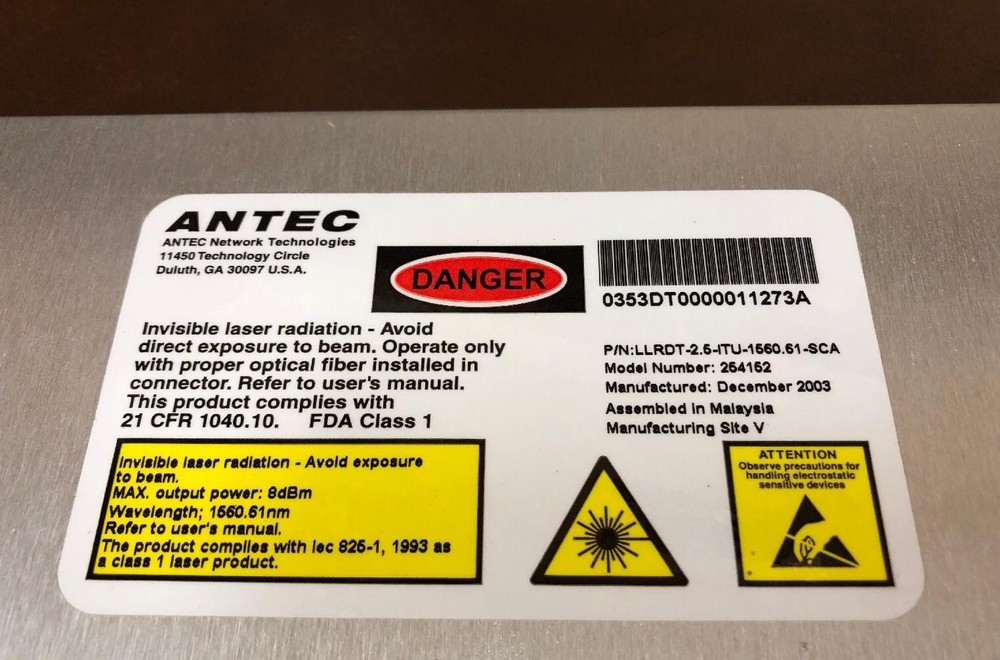 ANTEC
ANTEC Network Technologies
11450 Technology Circle
Duluth, GA 30097 U.S.A.
DANGER
0353DT0000011273A
Invisible laser radiation - Avoid
direct exposure to beam. Operate only
with proper optical fiber installed in
connector. Refer to user's manual.
This product complies with
21 CFR 1040.10. FDA Class 1
P/N:LLRDT-2.5-ITU-1560.61-SCA
Model Number: 254152
Manufactured: December 2003
Assembled in Malaysia
Manufacturing Site V
Invisible laser radiation - Avoid exposure
to beam.
MAX. output power: 8dBm
Wavelength; 1560.61nm
Refer to user's manual.
The product complies with iec 825-1, 1993 as
a class 1 laser product.
ATTENTION
Observe precautions for
handling electrostatic
sensitive devices